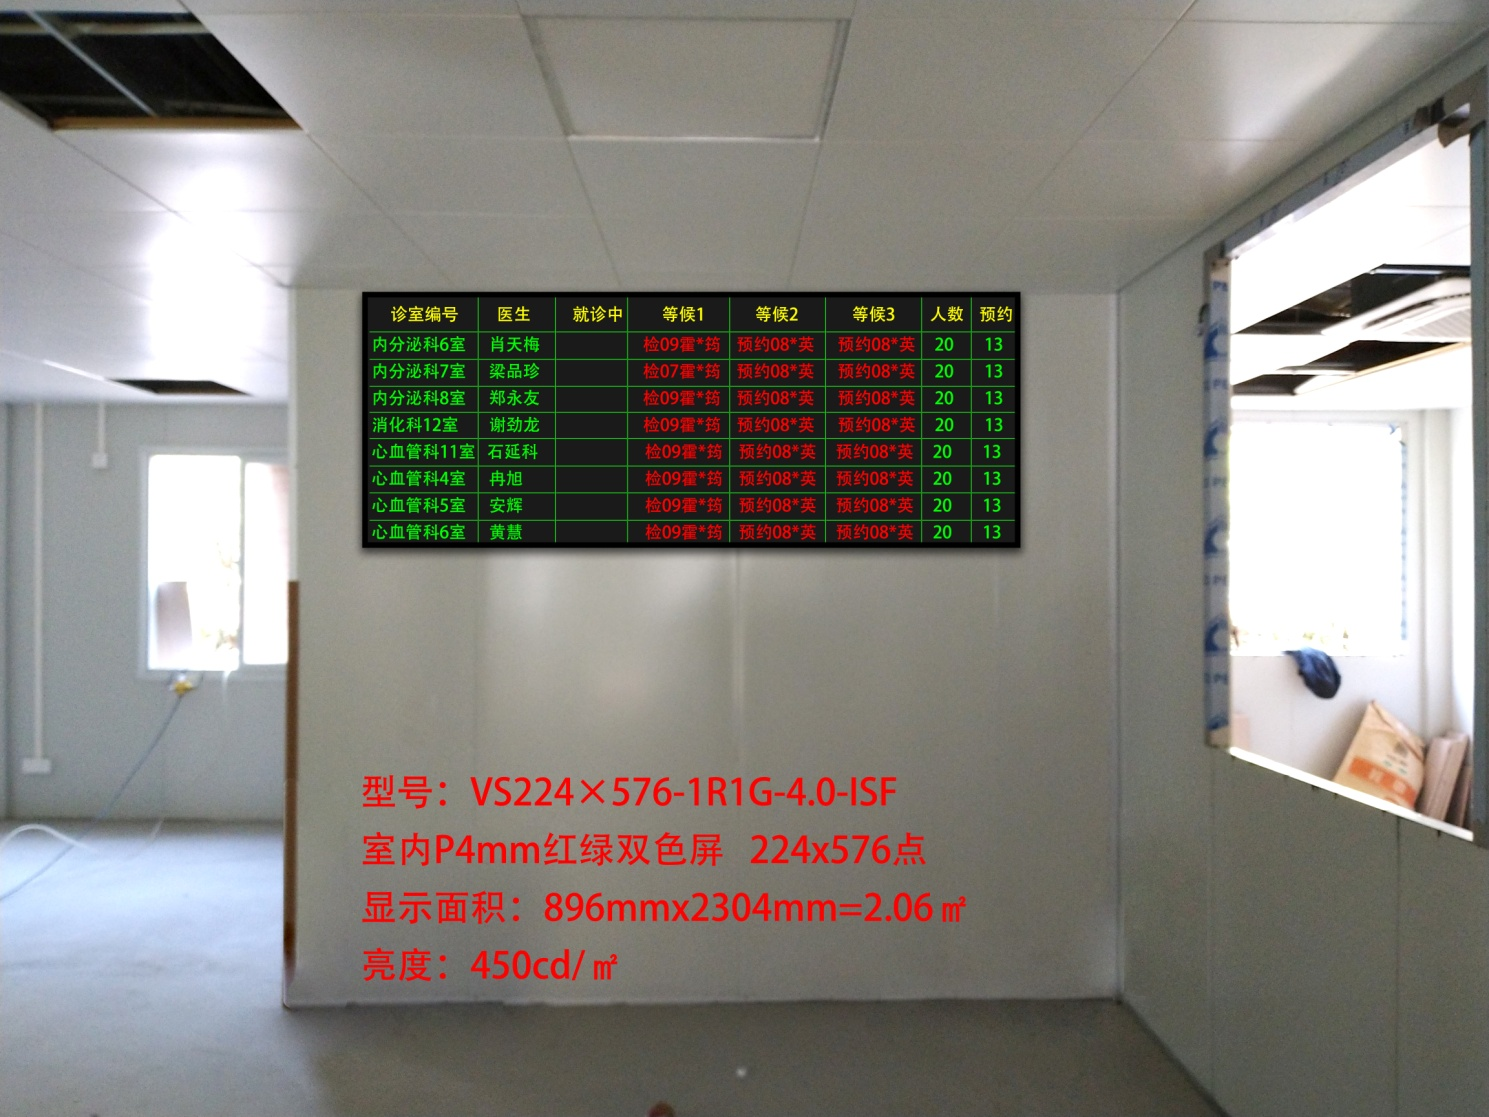 诊室编号 医生 就诊中 等候1 等候2 等候3 人数 预约
内分泌科6室 肖天梅 检09霍*筠 预约08*英 预约08*英 20 13
内分泌科7室 梁品珍 检07霍*筠 预约08*英 预约08*英 20 13
内分泌科8室 郑永友 检09霍*筠 预约08*英 预约08*英 20 13
消化科12室 谢劲龙 检09霍*筠 预约08*英 预约08*英 20 13
心血管科11室 石延科 检09霍*筠 预约08*英 预约08*英 20 13
心血管科4室 冉旭 检09霍*筠 预约08*英 预约08*英 20 13
心血管科5室 安辉 检09霍*筠 预约08*英 预约08*英 20 13
心血管科6室 黄慧 检09霍*筠 预约08*英 预约08*英 20 13
型号：VS224×576-1R1G-4.0-ISF
室内P4mm红绿双色屏 224x576点
显示面积：896mmx2304mm=2.06㎡
亮度：450cd/㎡